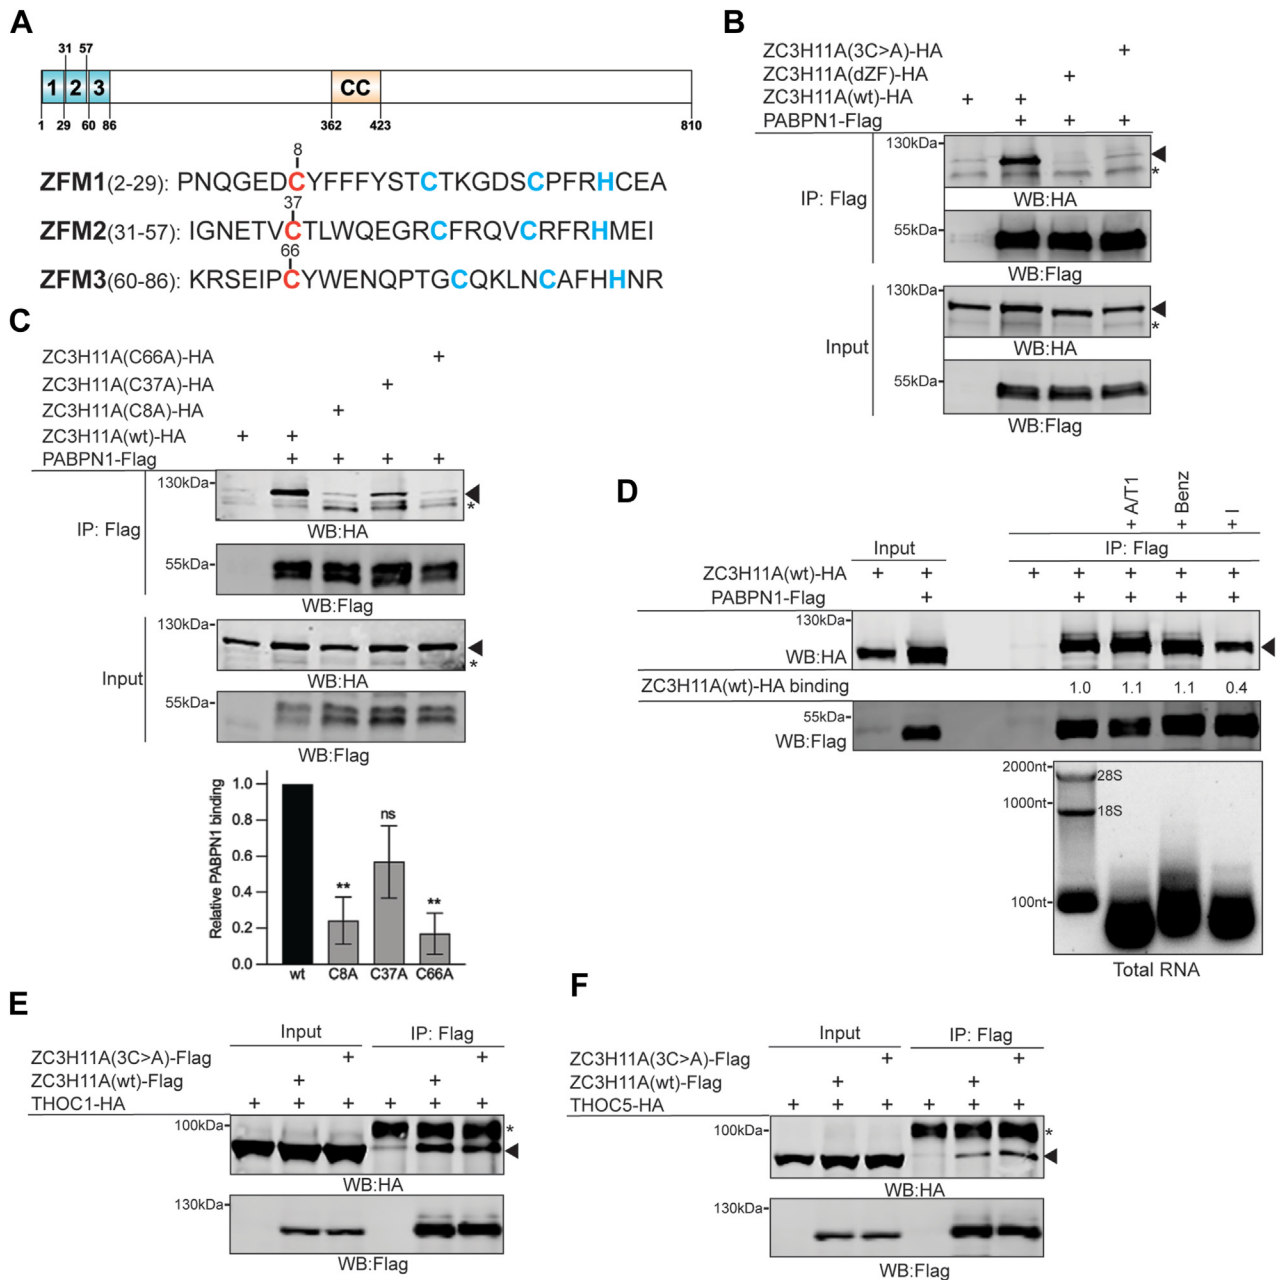 A
31 57
1 2 3 CC
1 29 60 86 362 423 810
8
ZFM1(2-29): PNQGEDCYFFFYSTCTKGDSCPFRHCEA
37
ZFM2(31-57): IGNETVCTLWQEGRCFRQVCRFRHMEI
66
ZFM3(60-86): KRSEIPCYWENQPTGCQKLNCAFHHNR
B
ZC3H11A(3C>A)-HA +
ZC3H11A(dZF)-HA +
ZC3H11A(wt)-HA + +
PABPN1-Flag + + +
130kDa-
*
WB:HA
IP: Flag
55kDa-
WB:Flag
130kDa-
*
WB:HA
Input
55kDa-
WB:Flag
C
ZC3H11A(C66A)-HA +
ZC3H11A(C37A)-HA +
ZC3H11A(C8A)-HA +
ZC3H11A(wt)-HA + +
PABPN1-Flag + + + +
130kDa-
*
WB:HA
IP: Flag
55kDa-
WB:Flag
130kDa-
*
WB:HA
Input
55kDa-
WB:Flag
Relative PABPN1 binding
1.0
0.8
0.6
0.4
0.2
0.0
** ns **
wt C8A C37A C66A
D
+ A/T1 + Benz + I
Input IP: Flag
ZC3H11A(wt)-HA + + + + + + +
PABPN1-Flag + + + + +
130kDa-
WB:HA
ZC3H11A(wt)-HA binding 1.0 1.1 1.1 0.4
55kDa-
WB:Flag
2000nt- 28S
1000nt- 18S
100nt-
Total RNA
E
Input IP: Flag
ZC3H11A(3C>A)-Flag + +
ZC3H11A(wt)-Flag + +
THOC1-HA + + + + + +
100kDa- *
WB:HA
130kDa-
WB:Flag
F
Input IP: Flag
ZC3H11A(3C>A)-Flag + +
ZC3H11A(wt)-Flag + +
THOC5-HA + + + + + +
100kDa- *
WB:HA
130kDa-
WB:Flag